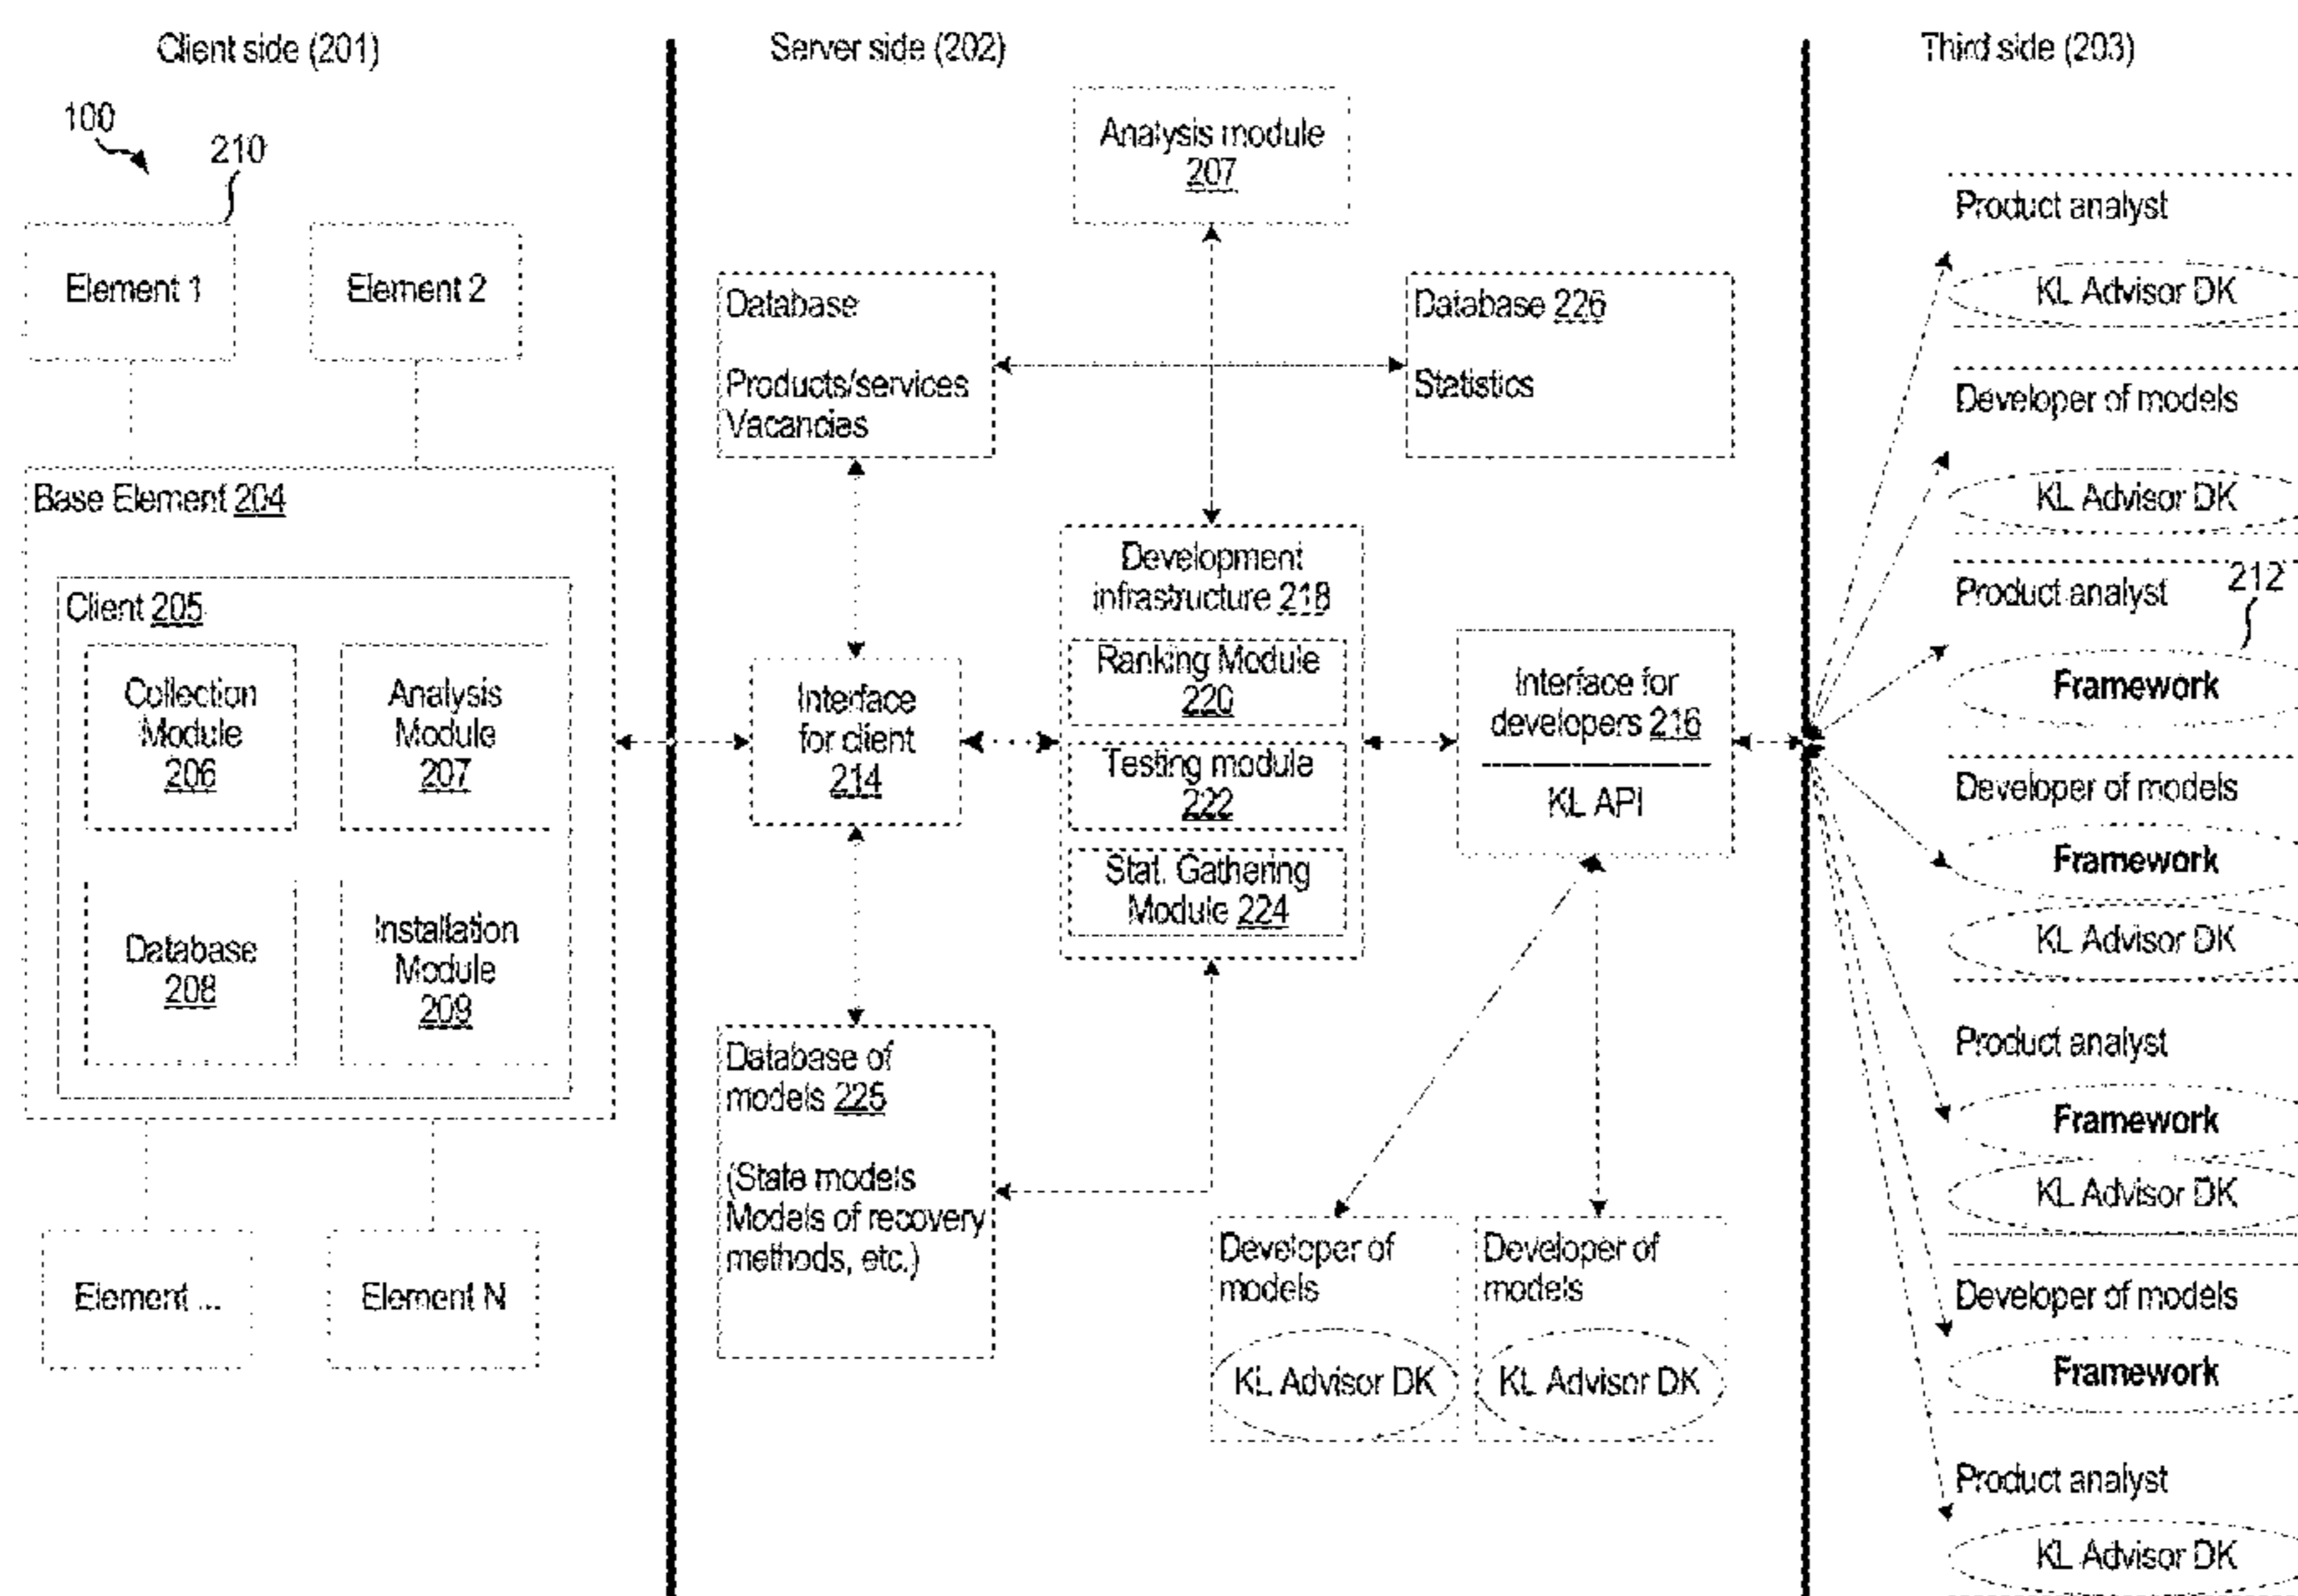 Client side (201)
100
210
Element 1
Element 2
Base Element 204
Client 205
Collection
Module
206
Analysis
Module
207
Database
208
Installation
Module
209
Element ...
Element N
Server side (202)
Analysis module
207
Database
Products/services
Vacancies
Database 226
Statistics
Interface
for client
214
Development
infrastructure 218
Ranking Module
220
Testing module
222
Stat. Gathering
Module 224
Interface for
developers 216
KL API
Database of
models 225
(State models
Models of recovery
methods, etc.)
Developer of
models
KL Advisor DK
Developer of
models
KL Advisor DK
Third side (203)
Product analyst
KL Advisor DK
Developer of models
KL Advisor DK
Product analyst
212
Framework
Developer of models
Framework
KL Advisor DK
Product analyst
Framework
KL Advisor DK
Developer of models
Framework
Product analyst
KL Advisor DK